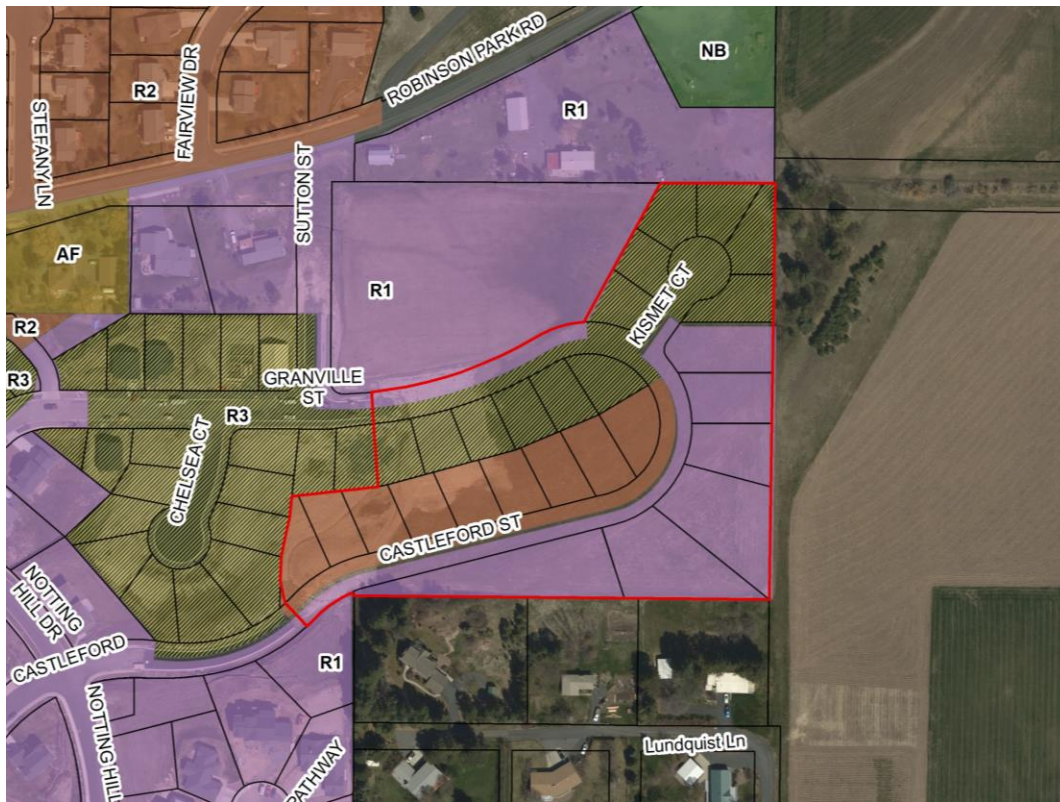 NB
ROBINSON PARK RD
R2
FAIRVIEW DR
R1
STEFANY LN
SUTTON ST
AF
R1
KISMET CT
R2
R3
GRANVILLE
ST
R3
CHELSEA CT
CASTLEFORD ST
NOTTING
HILL DR
CASTLEFORD
R1
NOTTING HILL
PATHWAY
Lundquist Ln